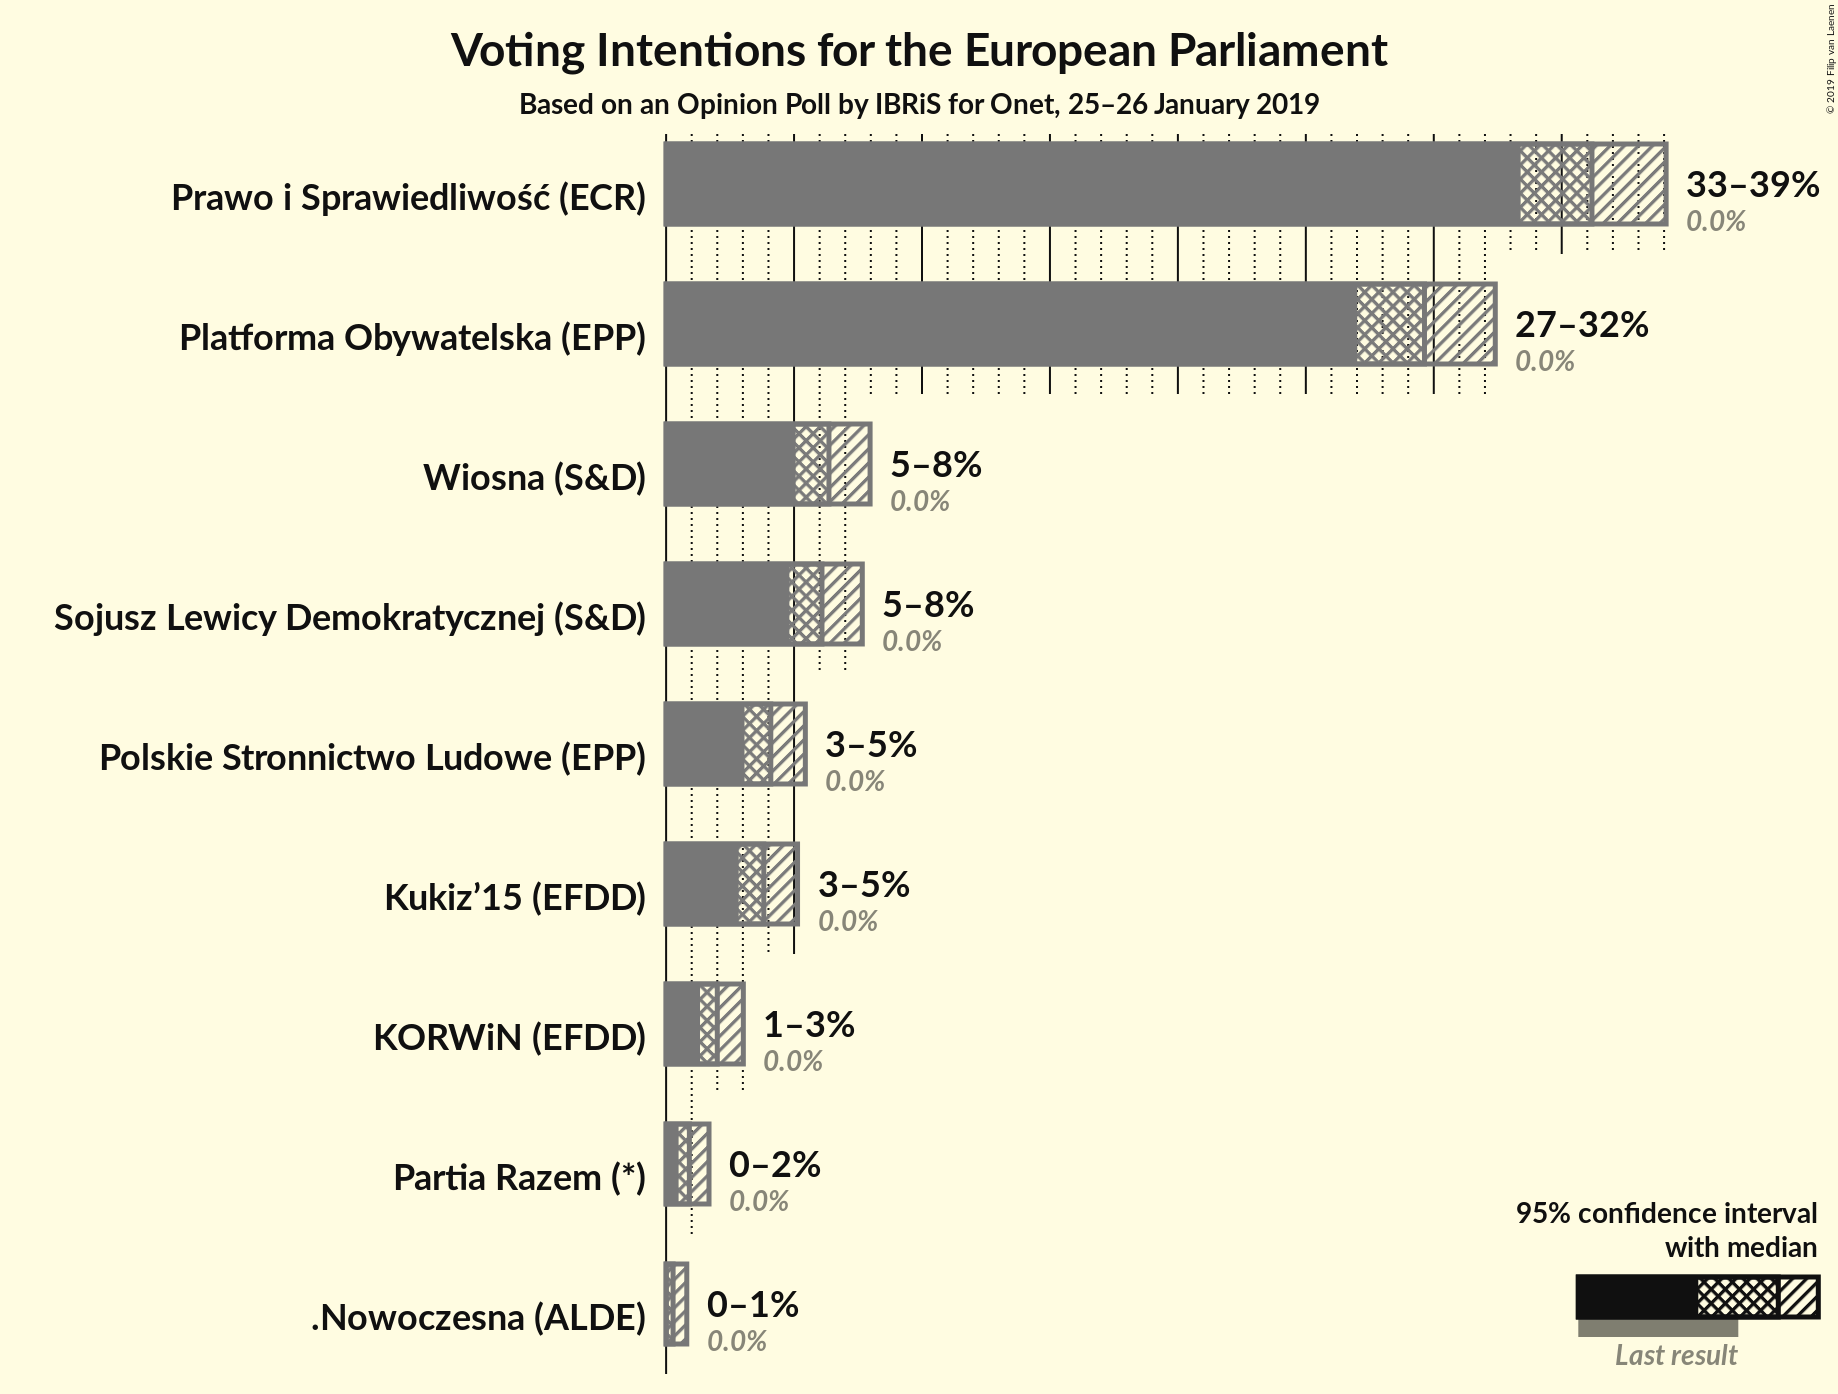 Voting Intentions for the European Parliament
Based on an Opinion Poll by IBRiS for Onet, 25–26 January 2019
© 2019 Filip van Laenen
Prawo i Sprawiedliwość (ECR)
33–39%
0.0%
Platforma Obywatelska (EPP)
27–32%
0.0%
Wiosna (S&D)
5–8%
0.0%
Sojusz Lewicy Demokratycznej (S&D)
5–8%
0.0%
Polskie Stronnictwo Ludowe (EPP)
3–5%
0.0%
Kukiz’15 (EFDD)
3–5%
0.0%
KORWiN (EFDD)
1–3%
0.0%
Partia Razem (*)
0–2%
0.0%
.Nowoczesna (ALDE)
0–1%
0.0%
95% confidence interval
with median
Last result